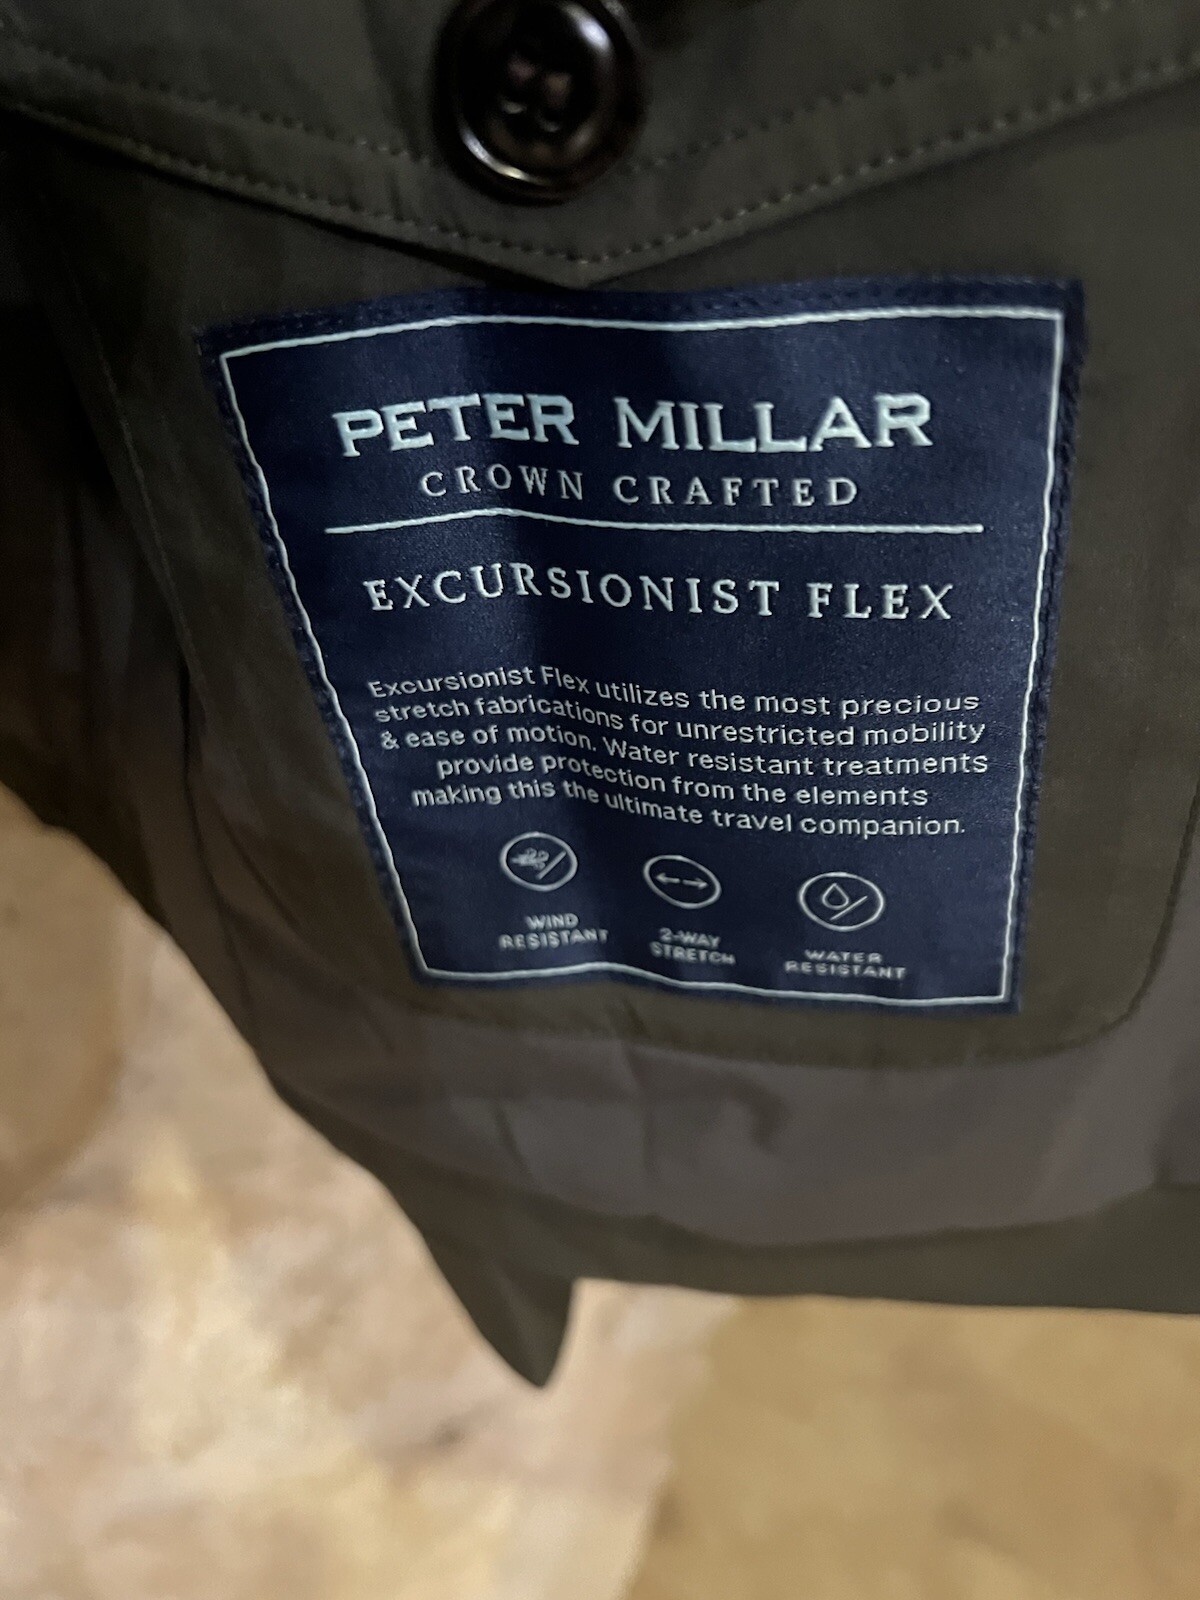 PETER MILLAR
CROWN CRAFTED
EXCURSIONIST FLEX
Excursionist Flex utilizes the most precious
stretch fabrications for unrestricted mobility
& ease of motion. Water resistant treatments
provide protection from the elements
making this the ultimate travel companion.
WIND
RESISTANT
2-WAY
STRETCH
WATER
RESISTANT